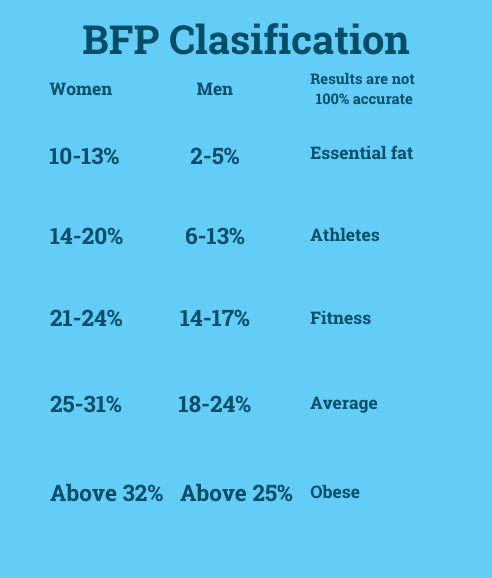 BFP Clasification
Women Men Results are not
100% accurate
10-13% 2-5% Essential fat
14-20% 6-13% Athletes
21-24% 14-17% Fitness
25-31% 18-24% Average
Above 32% Above 25% Obese